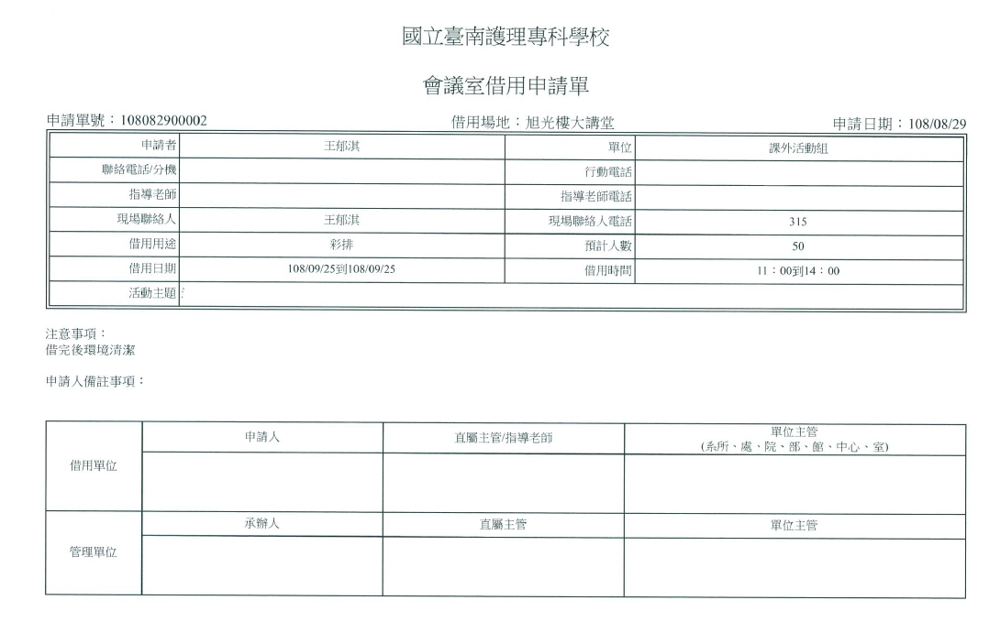 國立臺南護理專科學校
會議室借用申請單
申請單號：108082900002 借用場地：旭光樓大講堂 申請日期：108/08/29
申請者 王郁淇 單位 課外活動組
聯絡電話/分機 行動電話
指導老師 指導老師電話
現場聯絡人 王郁淇 現場聯絡人電話 315
借用用途 彩排 預計人數 50
借用日期 108/09/25到108/09/25 借用時間 11：00到14：00
活動主題
注意事項：
借完後環境清潔
申請人備註事項：
借用單位 申請人 直屬主管/指導老師 單位主管
(系所、處、院、部、館、中心、室)
管理單位 承辦人 直屬主管 單位主管